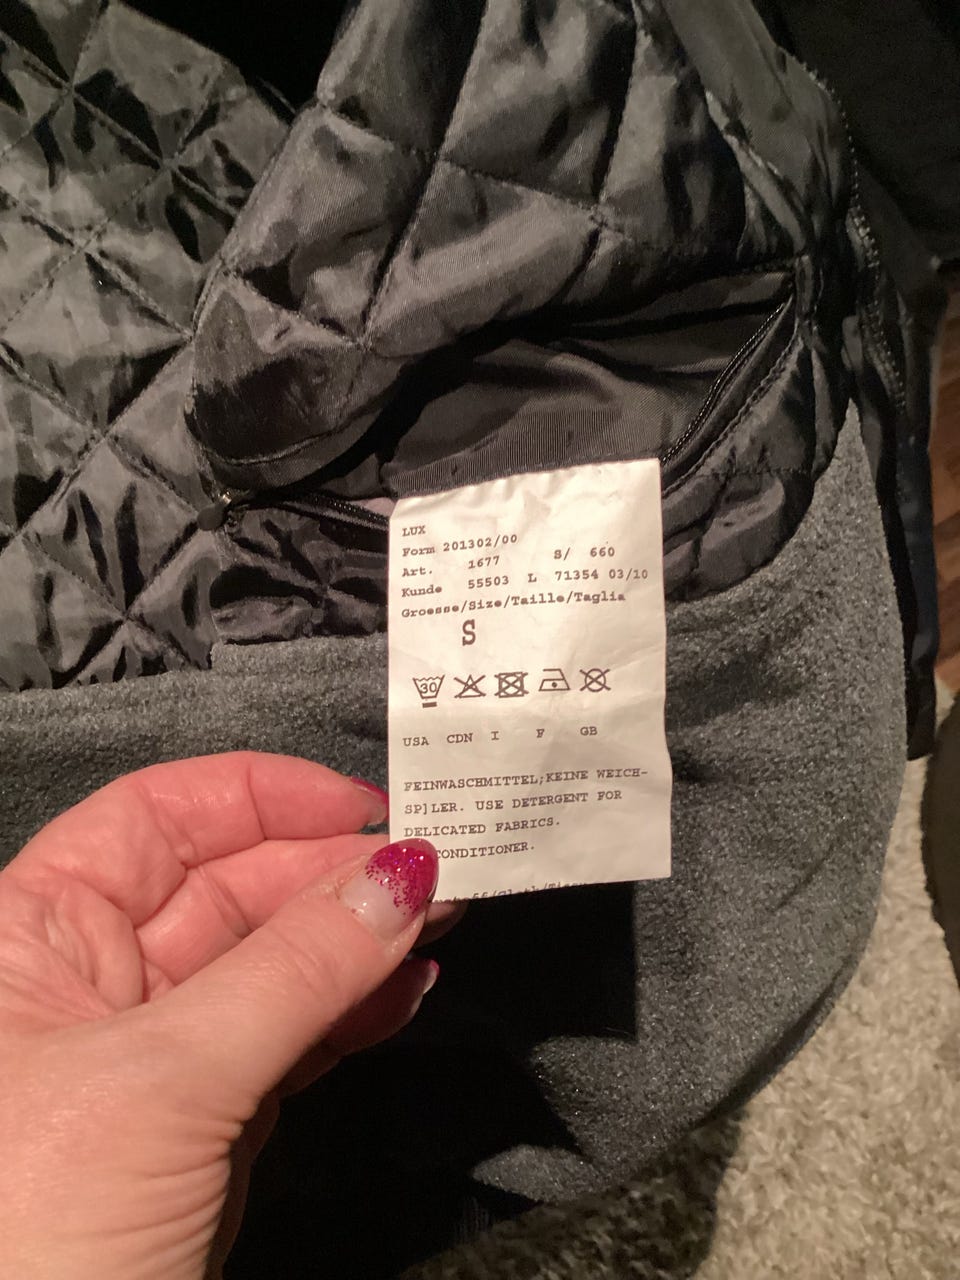 LUX
Form 201302/00
Art. 1677 S/ 660
Kunde 55503 L 71354 03/10
Groesse/Size/Taille/Taglia
S
30
USA CDN I F GB
FEINWASCHMITTEL;KEINE WEICH-
SP]LER. USE DETERGENT FOR
DELICATED FABRICS.
CONDITIONER.